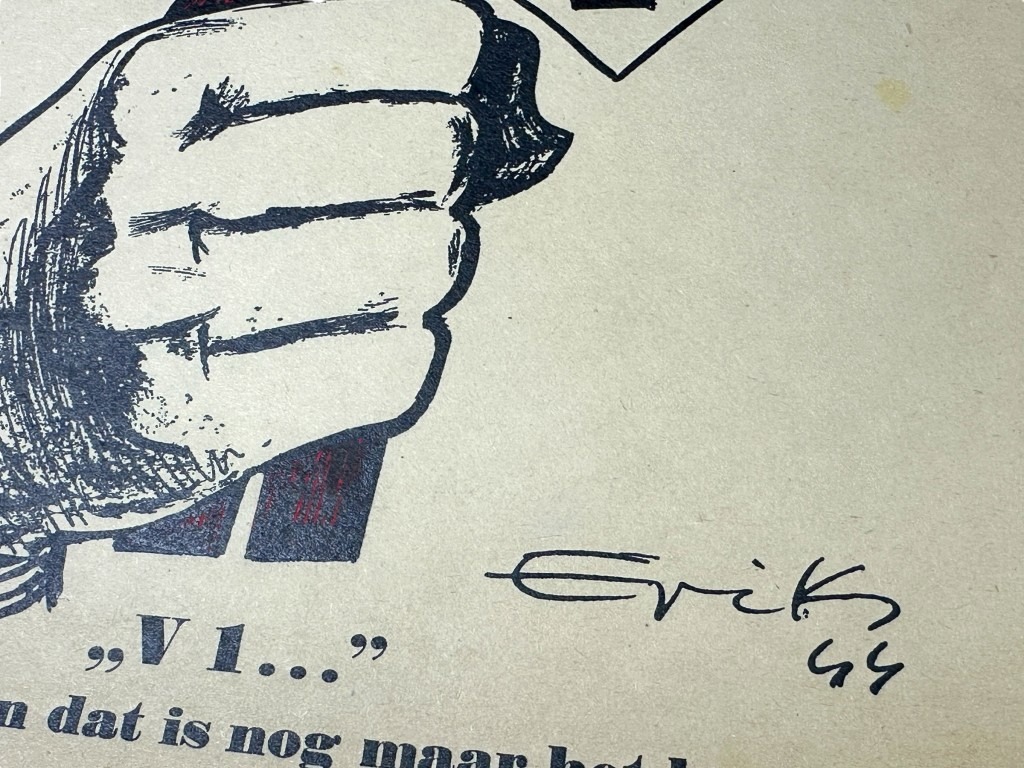 Erik
44
„V 1...”
n dat is nog maar het